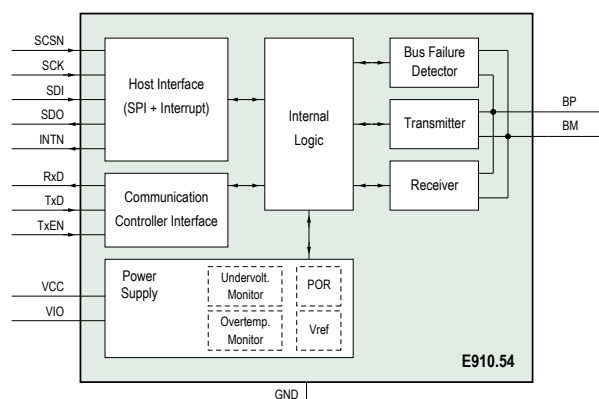 SCSN
SCK
SDI
SDO
INTN
RxD
TxD
TxEN
VCC
VIO
Host Interface
(SPI + Interrupt)
Communication
Controller Interface
Internal
Logic
Bus Failure
Detector
Transmitter
Receiver
BP
BM
Power
Supply
Undervolt.
Monitor
POR
Overtemp.
Monitor
Vref
E910.54
GND